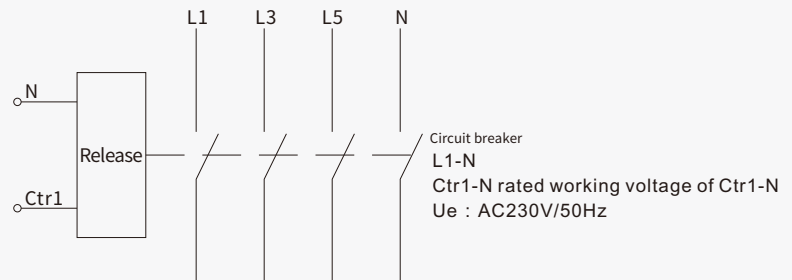 L1 L3 L5 N
N
Release
Ctr1
Circuit breaker
L1-N
Ctr1-N rated working voltage of Ctr1-N
Ue : AC230V/50Hz